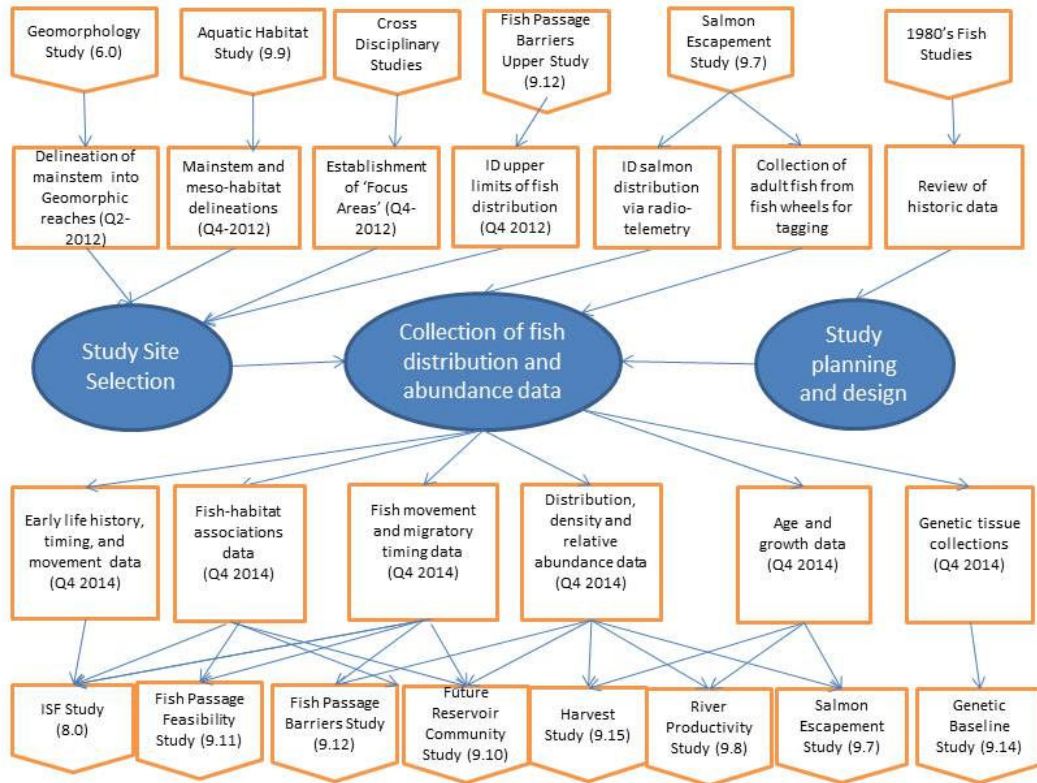 Geomorphology
Study (6.0)
Aquatic Habitat
Study (9.9)
Cross
Disciplinary
Studies
Fish Passage
Barriers
Upper Study
(9.12)
Salmon
Escapement
Study (9.7)
1980's Fish
Studies
Delineation of
mainstem into
Geomorphic
reaches (Q2-
2012)
Mainstem and
meso-habitat
delineations
(Q4-2012)
Establishment
of 'Focus
Areas' (Q4-
2012)
ID upper
limits of fish
distribution
(Q4 2012)
ID salmon
distribution
via radio-
telemetry
Collection of
adult fish from
fish wheels for
tagging
Review of
historic data
Study Site
Selection
Collection of fish
distribution and
abundance data
Study
planning
and design
Early life history,
timing, and
movement data
(Q4 2014)
Fish-habitat
associations
data
(Q4 2014)
Fish movement
and migratory
timing data
(Q4 2014)
Distribution,
density and
relative
abundance data
(Q4 2014)
Age and
growth data
(Q4 2014)
Genetic tissue
collections
(Q4 2014)
ISF Study
(8.0)
Fish Passage
Feasibility
Study (9.11)
Fish Passage
Barriers Study
(9.12)
Future
Reservoir
Community
Study (9.10)
Harvest
Study (9.15)
River
Productivity
Study (9.8)
Salmon
Escapement
Study (9.7)
Genetic
Baseline
Study (9.14)